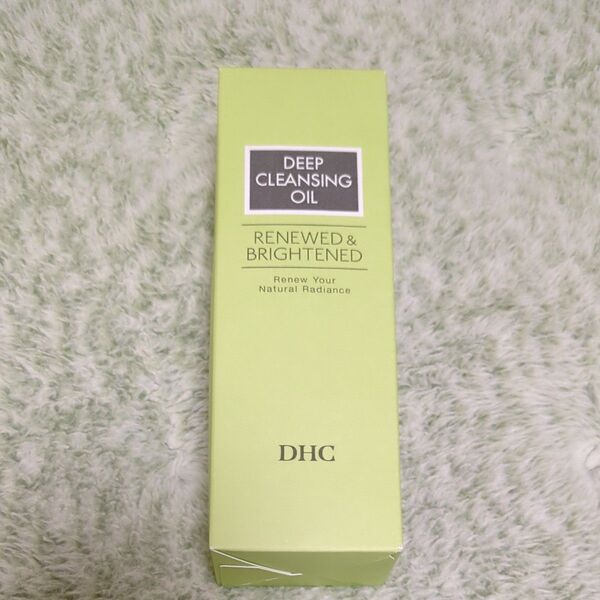 DEEP
CLEANSING
OIL
RENEWED &
BRIGHTENED
Renew Your
Natural Radiance
DHC